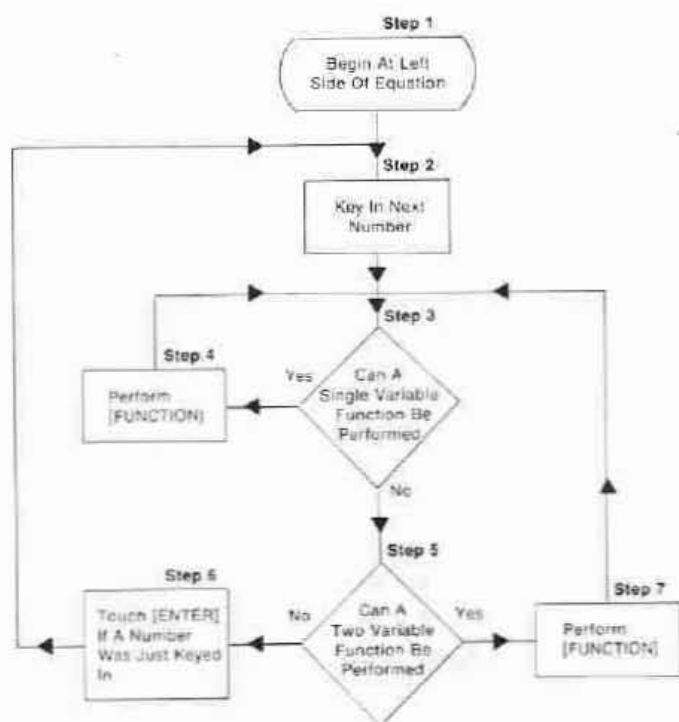 Step 1
Begin At Left
Side Of Equation
Step 2
Key In Next
Number
Step 3
Can A
Single Variable
Function Be
Performed
Yes
No
Step 4
Perform
[FUNCTION]
Step 5
Can A
Two Variable
Function Be
Performed
No
Yes
Step 6
Touch [ENTER]
If A Number
Was Just Keyed
In
Step 7
Perform
[FUNCTION]